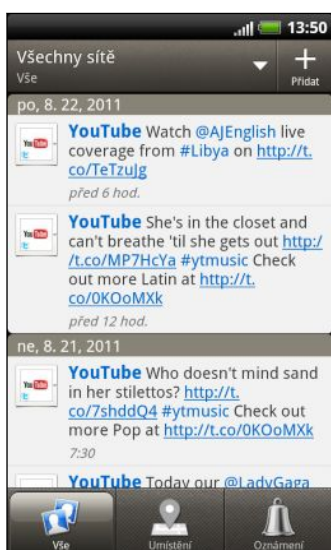 13:50
Všechny sítě
Vše
Přidat
po, 8. 22, 2011
YouTube Watch @AJEnglish live
coverage from #Libya on http://t.
co/TeTzuJg
před 6 hod.
YouTube She's in the closet and
can't breathe 'til she gets out http:/
/t.co/MP7HcYa #ytmusic Check
out more Latin at http://t.
co/0KOoMXk
před 12 hod.
ne, 8. 21, 2011
YouTube Who doesn't mind sand
in her stilettos? http://t.
co/7shddQ4 #ytmusic Check out
more Pop at http://t.co/0KOoMXk
7:30
YouTube Today our @LadyGaga
Vše
Umístění
Oznámení